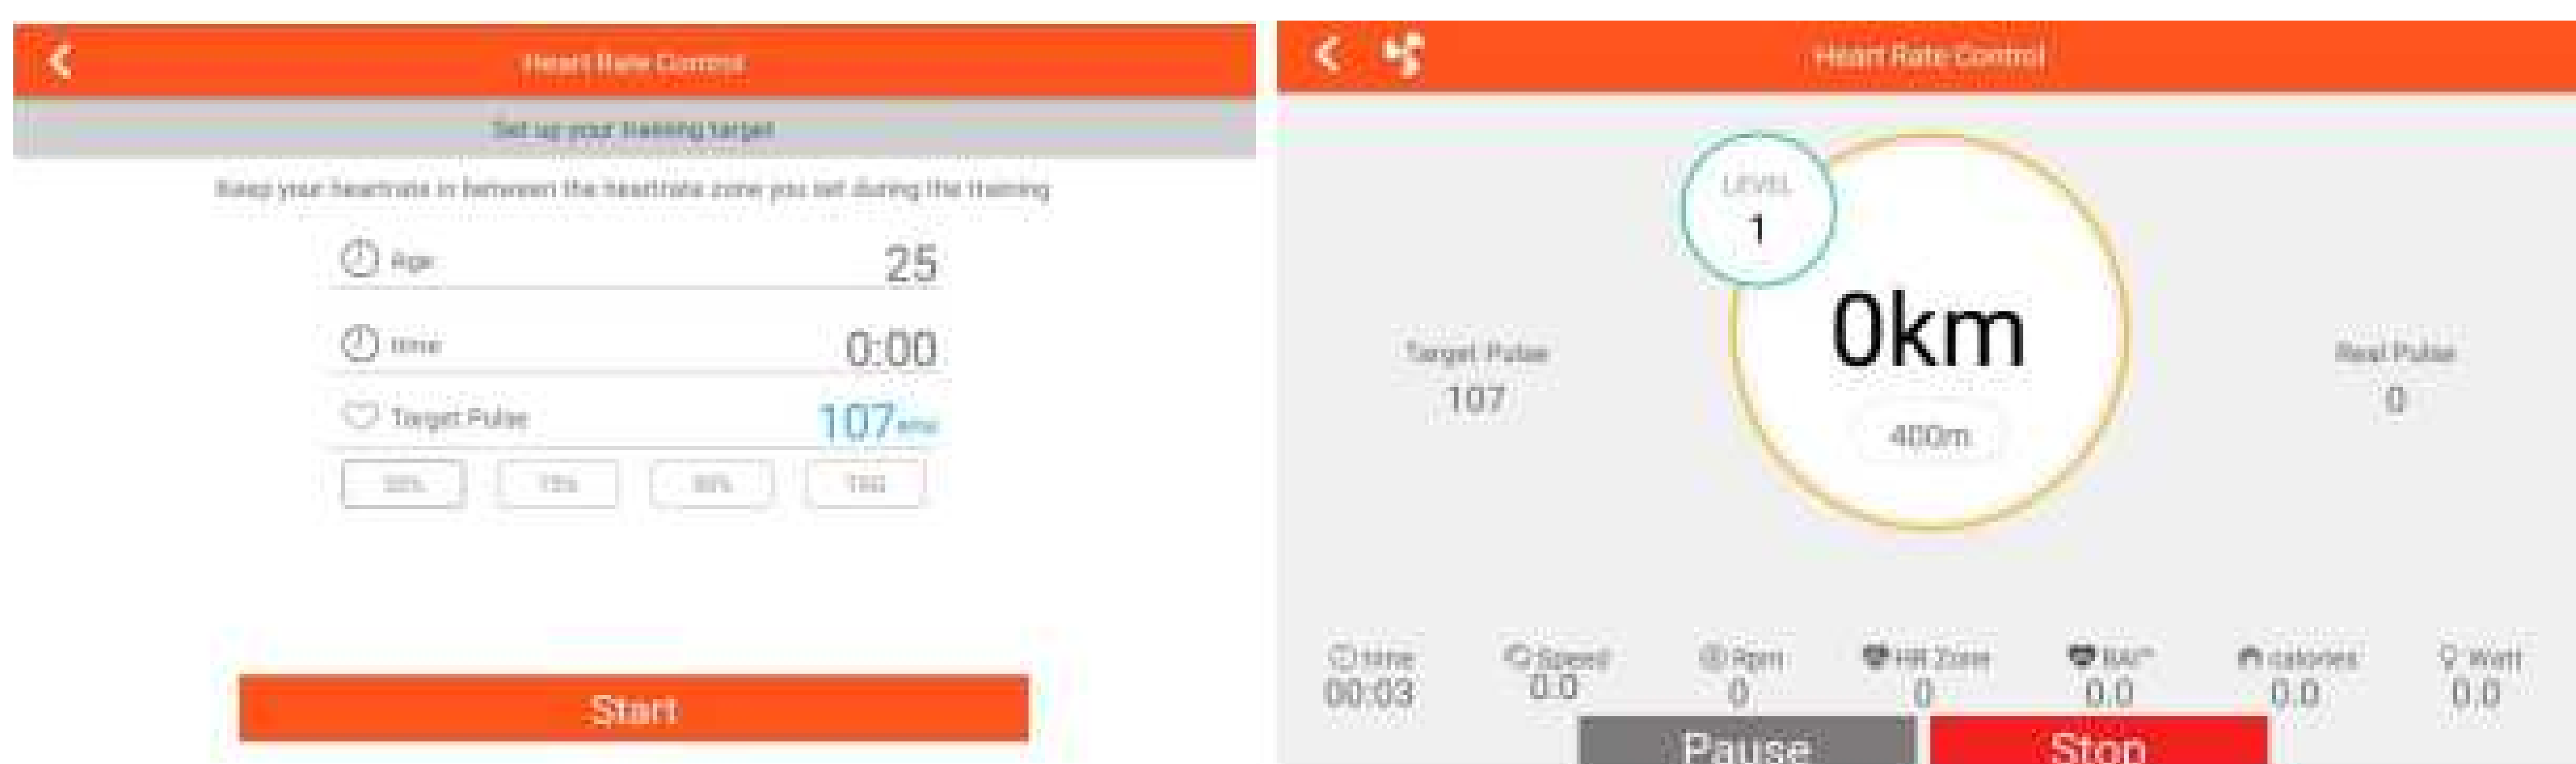 Heart Rate Control
Set up your training target
Keep your heartrate in between the heartrate zone you set during the training
Age 25
time 0:00
Target Pulse 107
Start
Heart Rate Control
LEVEL
1
0km
400m
Target Pulse
107
Real Pulse
0
time Speed Rpm HR Zone calories Watt
00:03 0.0 0 0 0.0 0.0 0.0
Pause Stop